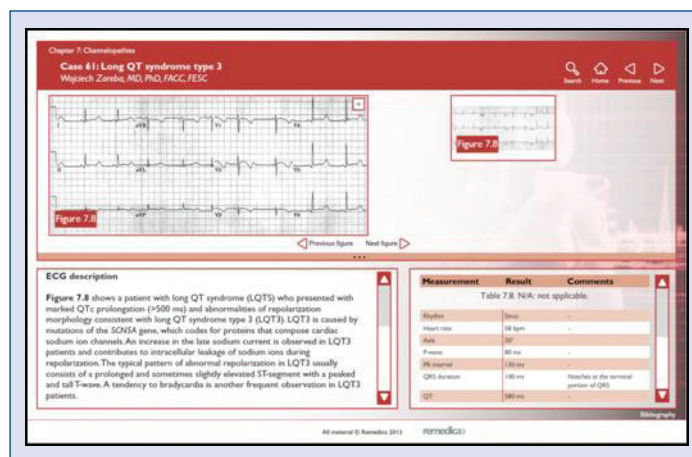 Chapter 7: Channelopathies
Case 61: Long QT syndrome type 3
Wojciech Zareba, MD, PhD, FACC, FESC
Search Home Previous Next
I aVR V1 V4
II aVL V2 V5
aVF V3 V6
Figure 7.8
Figure 7.8
Previous figure Next figure
ECG description
Figure 7.8 shows a patient with long QT syndrome (LQTS) who presented with
marked QTc prolongation (>500 ms) and abnormalities of repolarization
morphology consistent with long QT syndrome type 3 (LQT3). LQT3 is caused by
mutations of the SCN5A gene, which codes for proteins that compose cardiac
sodium ion channels. An increase in the late sodium current is observed in LQT3
patients and contributes to intracellular leakage of sodium ions during
repolarization. The typical pattern of abnormal repolarization in LQT3 usually
consists of a prolonged and sometimes slightly elevated ST-segment with a peaked
and tall T-wave. A tendency to bradycardia is another frequent observation in LQT3
patients.
Measurement Result Comments
Table 7.8. N/A: not applicable.
Rhythm Sinus -
Heart rate 58 bpm -
Axis -
P-wave 80 ms -
PR interval 130 ms -
QRS duration 100 ms Notches at the terminal
portion of QRS
QT 580 ms -
Bibliography
All material © Remedica 2013 remedica